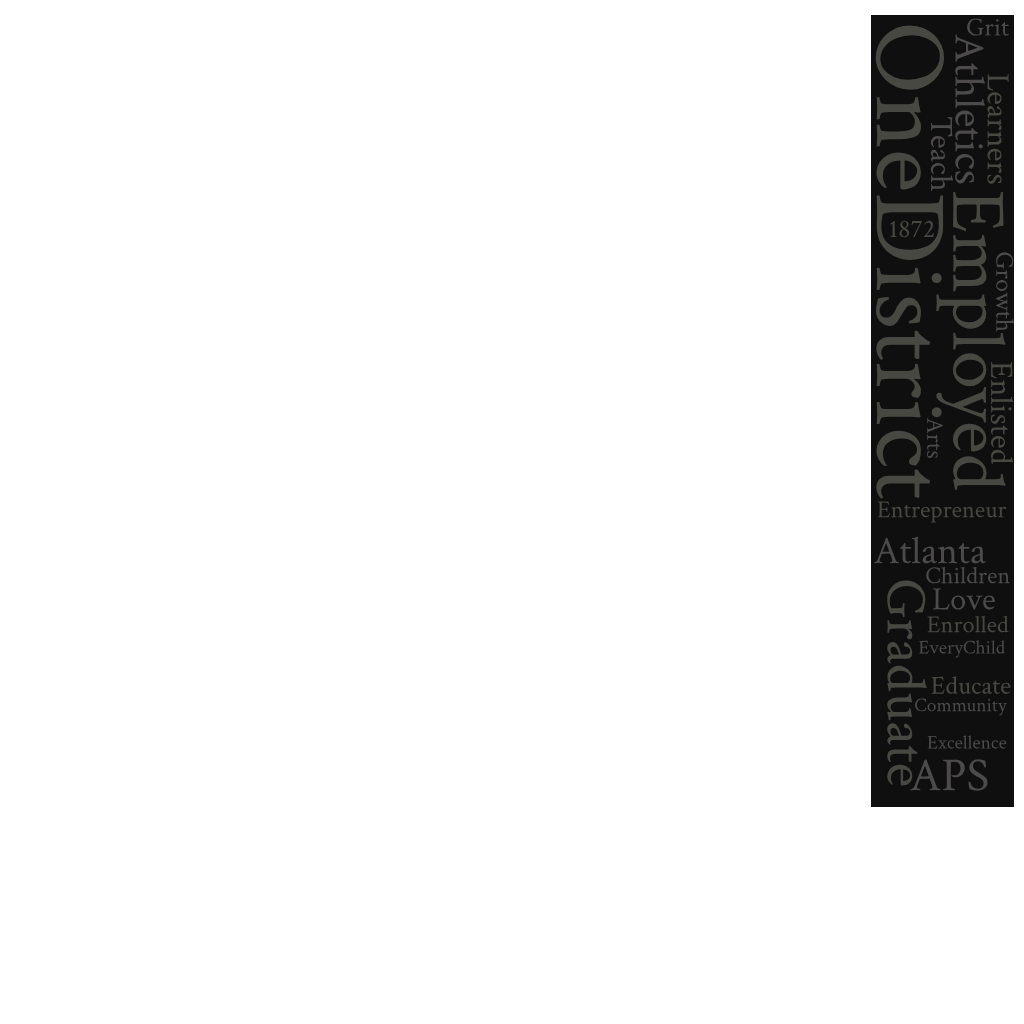 Grit
OneDistrict
Athletics
Learners
Teach
1872
Employed
Growth
Enlisted
Arts
Entrepreneur
Atlanta
Children
Graduate
Love
Enrolled
EveryChild
Educate
Community
Excellence
APS